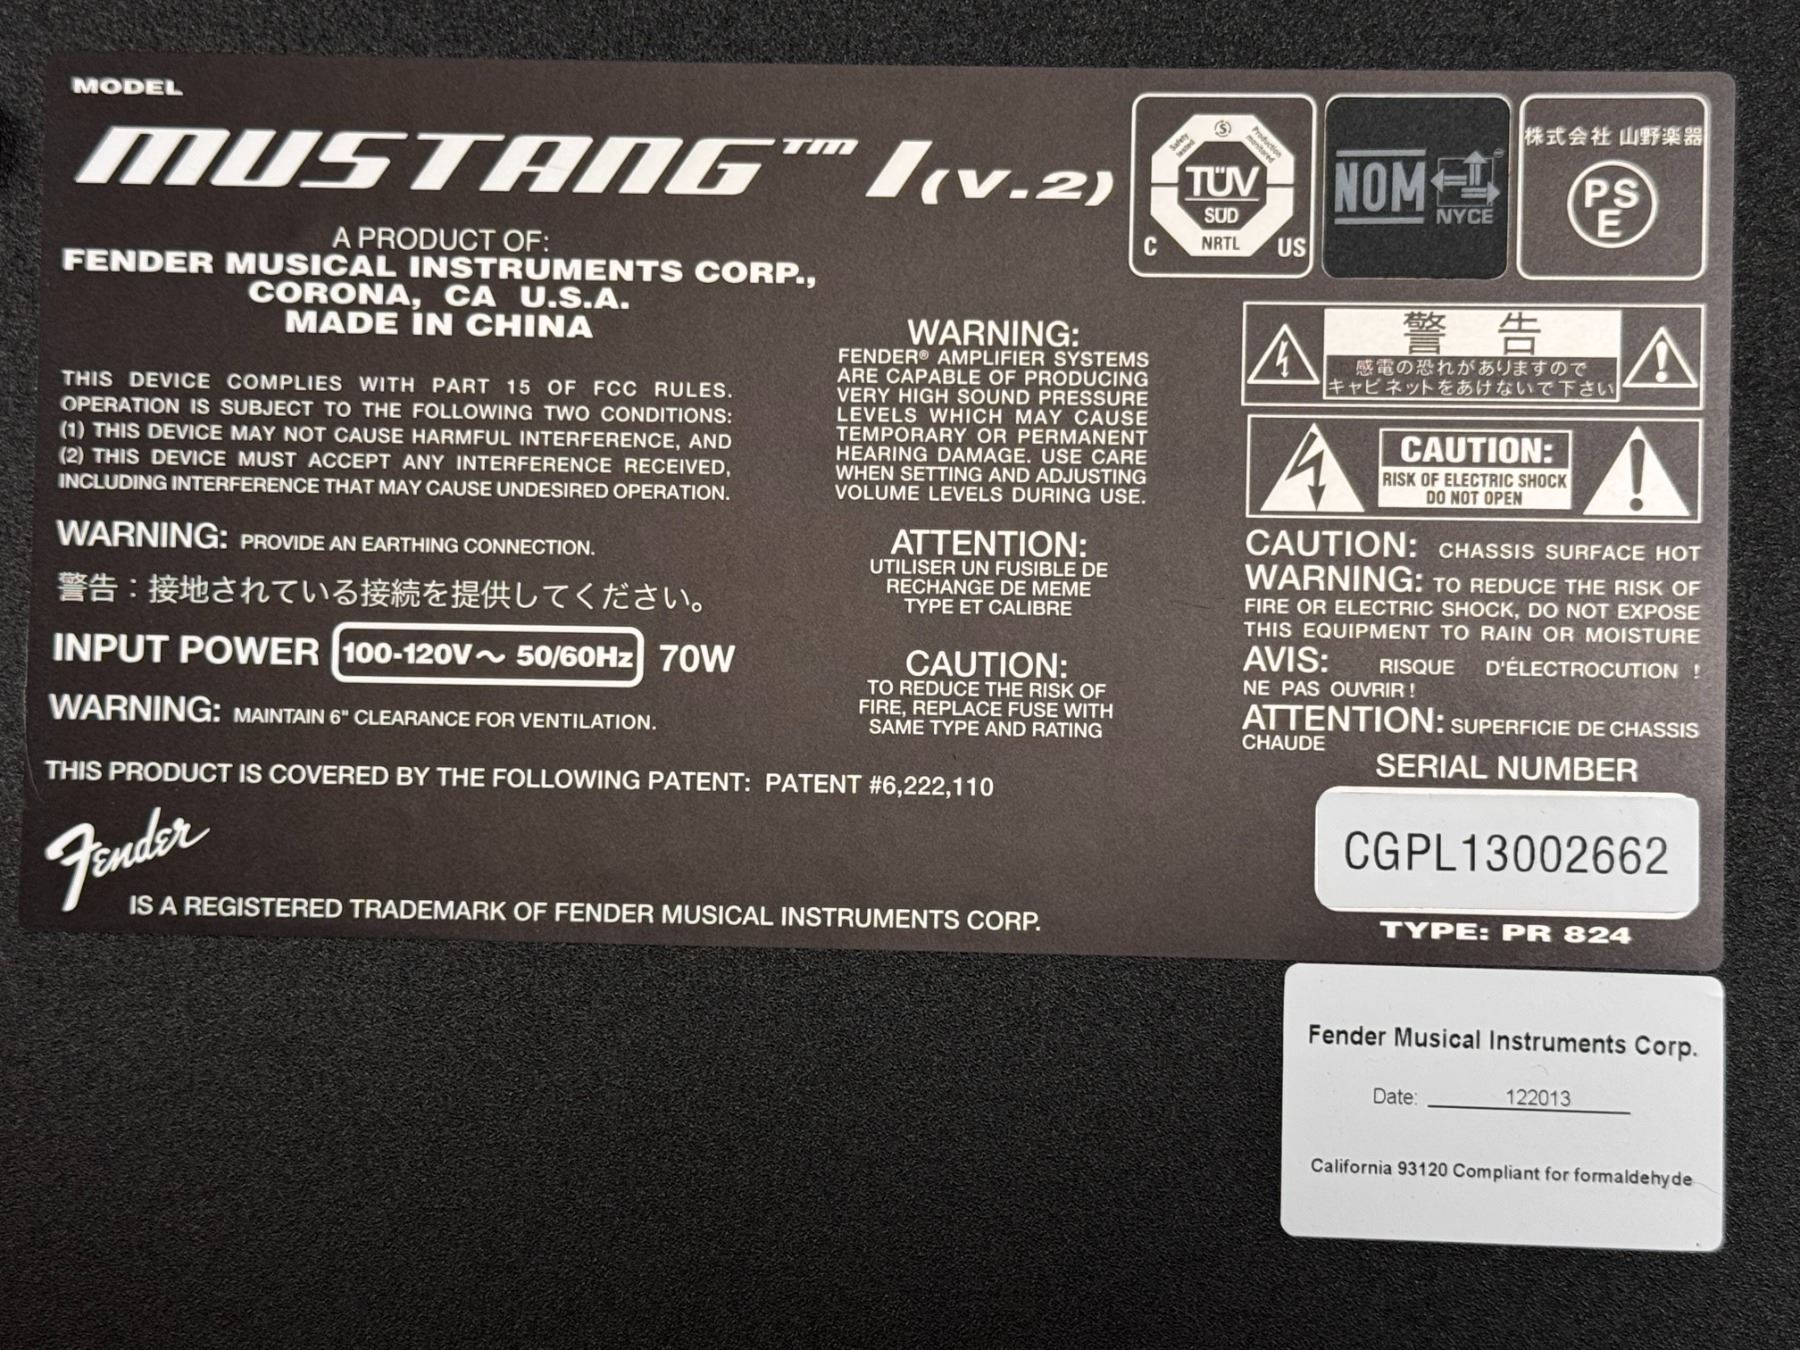 MODEL
MUSTANG™ I (V.2)
A PRODUCT OF:
FENDER MUSICAL INSTRUMENTS CORP.,
CORONA, CA U.S.A.
MADE IN CHINA
THIS DEVICE COMPLIES WITH PART 15 OF FCC RULES.
OPERATION IS SUBJECT TO THE FOLLOWING TWO CONDITIONS:
(1) THIS DEVICE MAY NOT CAUSE HARMFUL INTERFERENCE, AND
(2) THIS DEVICE MUST ACCEPT ANY INTERFERENCE RECEIVED,
INCLUDING INTERFERENCE THAT MAY CAUSE UNDESIRED OPERATION.
WARNING: PROVIDE AN EARTHING CONNECTION.
警告：接地されている接続を提供してください。
INPUT POWER 100-120V～ 50/60Hz 70W
WARNING: MAINTAIN 6" CLEARANCE FOR VENTILATION.
THIS PRODUCT IS COVERED BY THE FOLLOWING PATENT: PATENT #6,222,110
Fender
IS A REGISTERED TRADEMARK OF FENDER MUSICAL INSTRUMENTS CORP.
WARNING:
FENDER® AMPLIFIER SYSTEMS
ARE CAPABLE OF PRODUCING
VERY HIGH SOUND PRESSURE
LEVELS WHICH MAY CAUSE
TEMPORARY OR PERMANENT
HEARING DAMAGE. USE CARE
WHEN SETTING AND ADJUSTING
VOLUME LEVELS DURING USE.
ATTENTION:
UTILISER UN FUSIBLE DE
RECHANGE DE MEME
TYPE ET CALIBRE
CAUTION:
TO REDUCE THE RISK OF
FIRE, REPLACE FUSE WITH
SAME TYPE AND RATING
Safety tested
S
Production monitored
TÜV
SÜD
C NRTL US
NOM
NYCE
株式会社 山野楽器
PS
E
警 告
感電の恐れがありますので
キャビネットをあけないで下さい
CAUTION:
RISK OF ELECTRIC SHOCK
DO NOT OPEN
CAUTION: CHASSIS SURFACE HOT
WARNING: TO REDUCE THE RISK OF
FIRE OR ELECTRIC SHOCK, DO NOT EXPOSE
THIS EQUIPMENT TO RAIN OR MOISTURE
AVIS: RISQUE D'ÉLECTROCUTION !
NE PAS OUVRIR !
ATTENTION: SUPERFICIE DE CHASSIS
CHAUDE
SERIAL NUMBER
CGPL13002662
TYPE: PR 824
Fender Musical Instruments Corp.
Date: 122013
California 93120 Compliant for formaldehyde